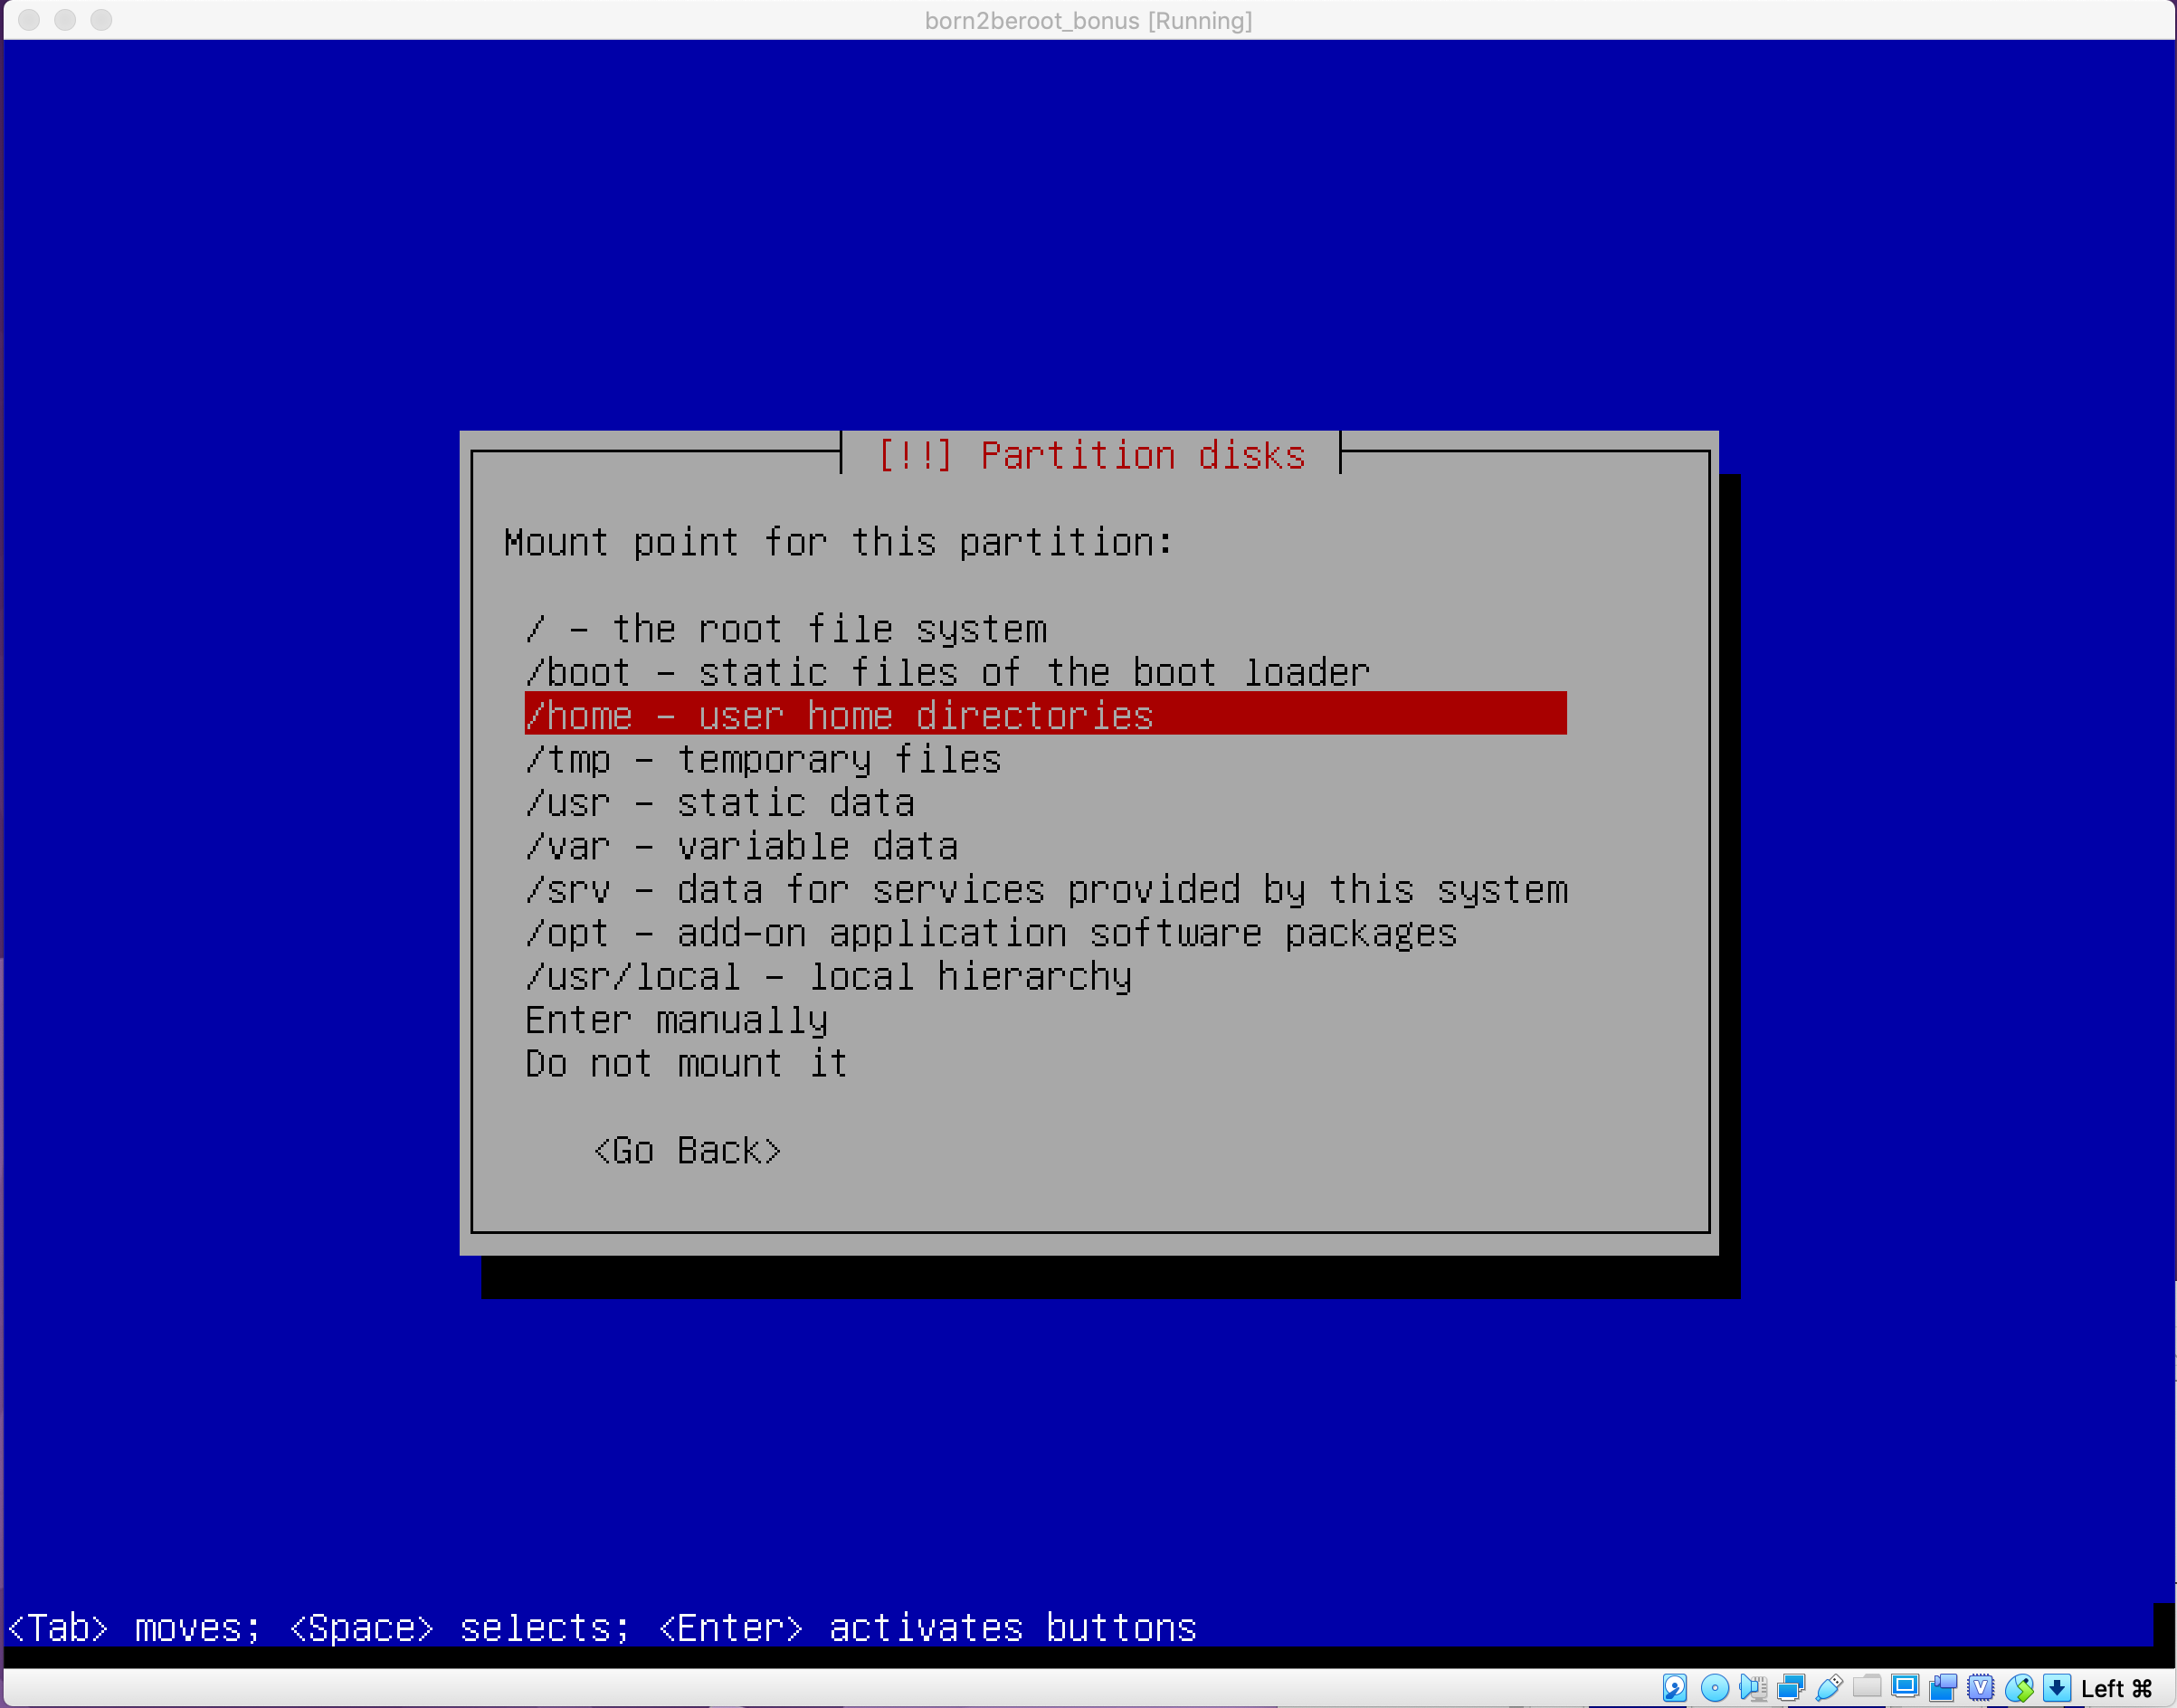 born2beroot_bonus [Running]
[!!] Partition disks
Mount point for this partition:
/ - the root file system
/boot - static files of the boot loader
/home - user home directories
/tmp - temporary files
/usr - static data
/var - variable data
/srv - data for services provided by this system
/opt - add-on application software packages
/usr/local - local hierarchy
Enter manually
Do not mount it
<Go Back>
<Tab> moves; <Space> selects; <Enter> activates buttons
Left ⌘